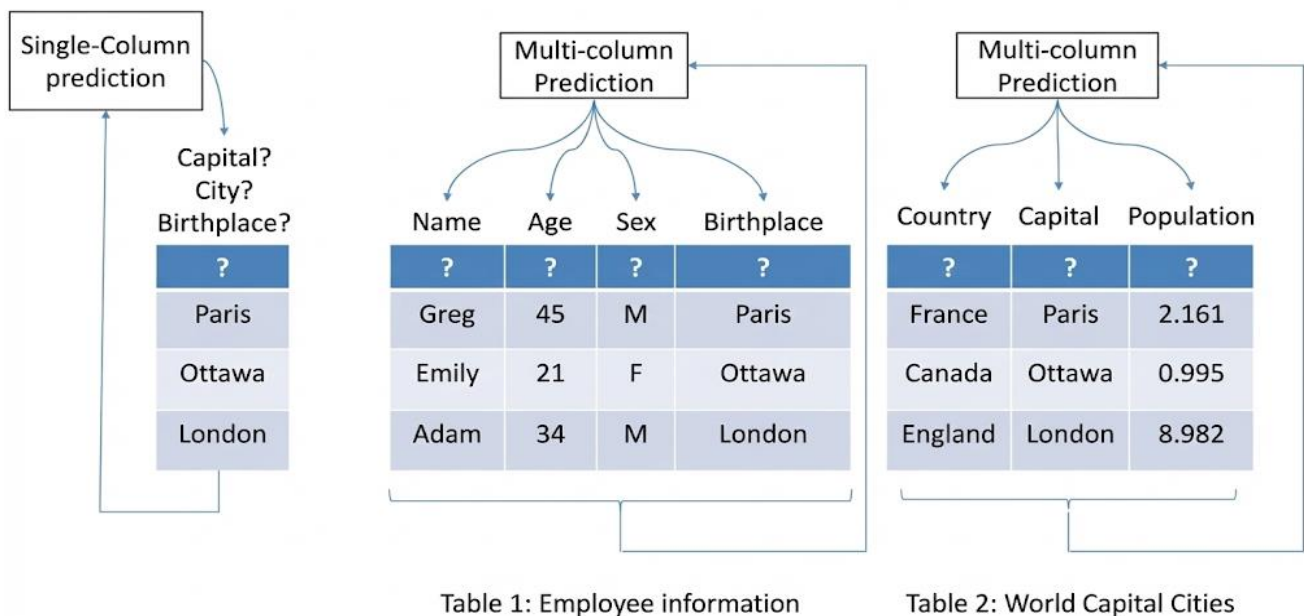 Single-Column
prediction
Capital?
City?
Birthplace?
?
Paris
Ottawa
London
Multi-column
Prediction
Name Age Sex Birthplace
? ? ? ?
Greg 45 M Paris
Emily 21 F Ottawa
Adam 34 M London
Table 1: Employee information
Multi-column
Prediction
Country Capital Population
? ? ?
France Paris 2.161
Canada Ottawa 0.995
England London 8.982
Table 2: World Capital Cities